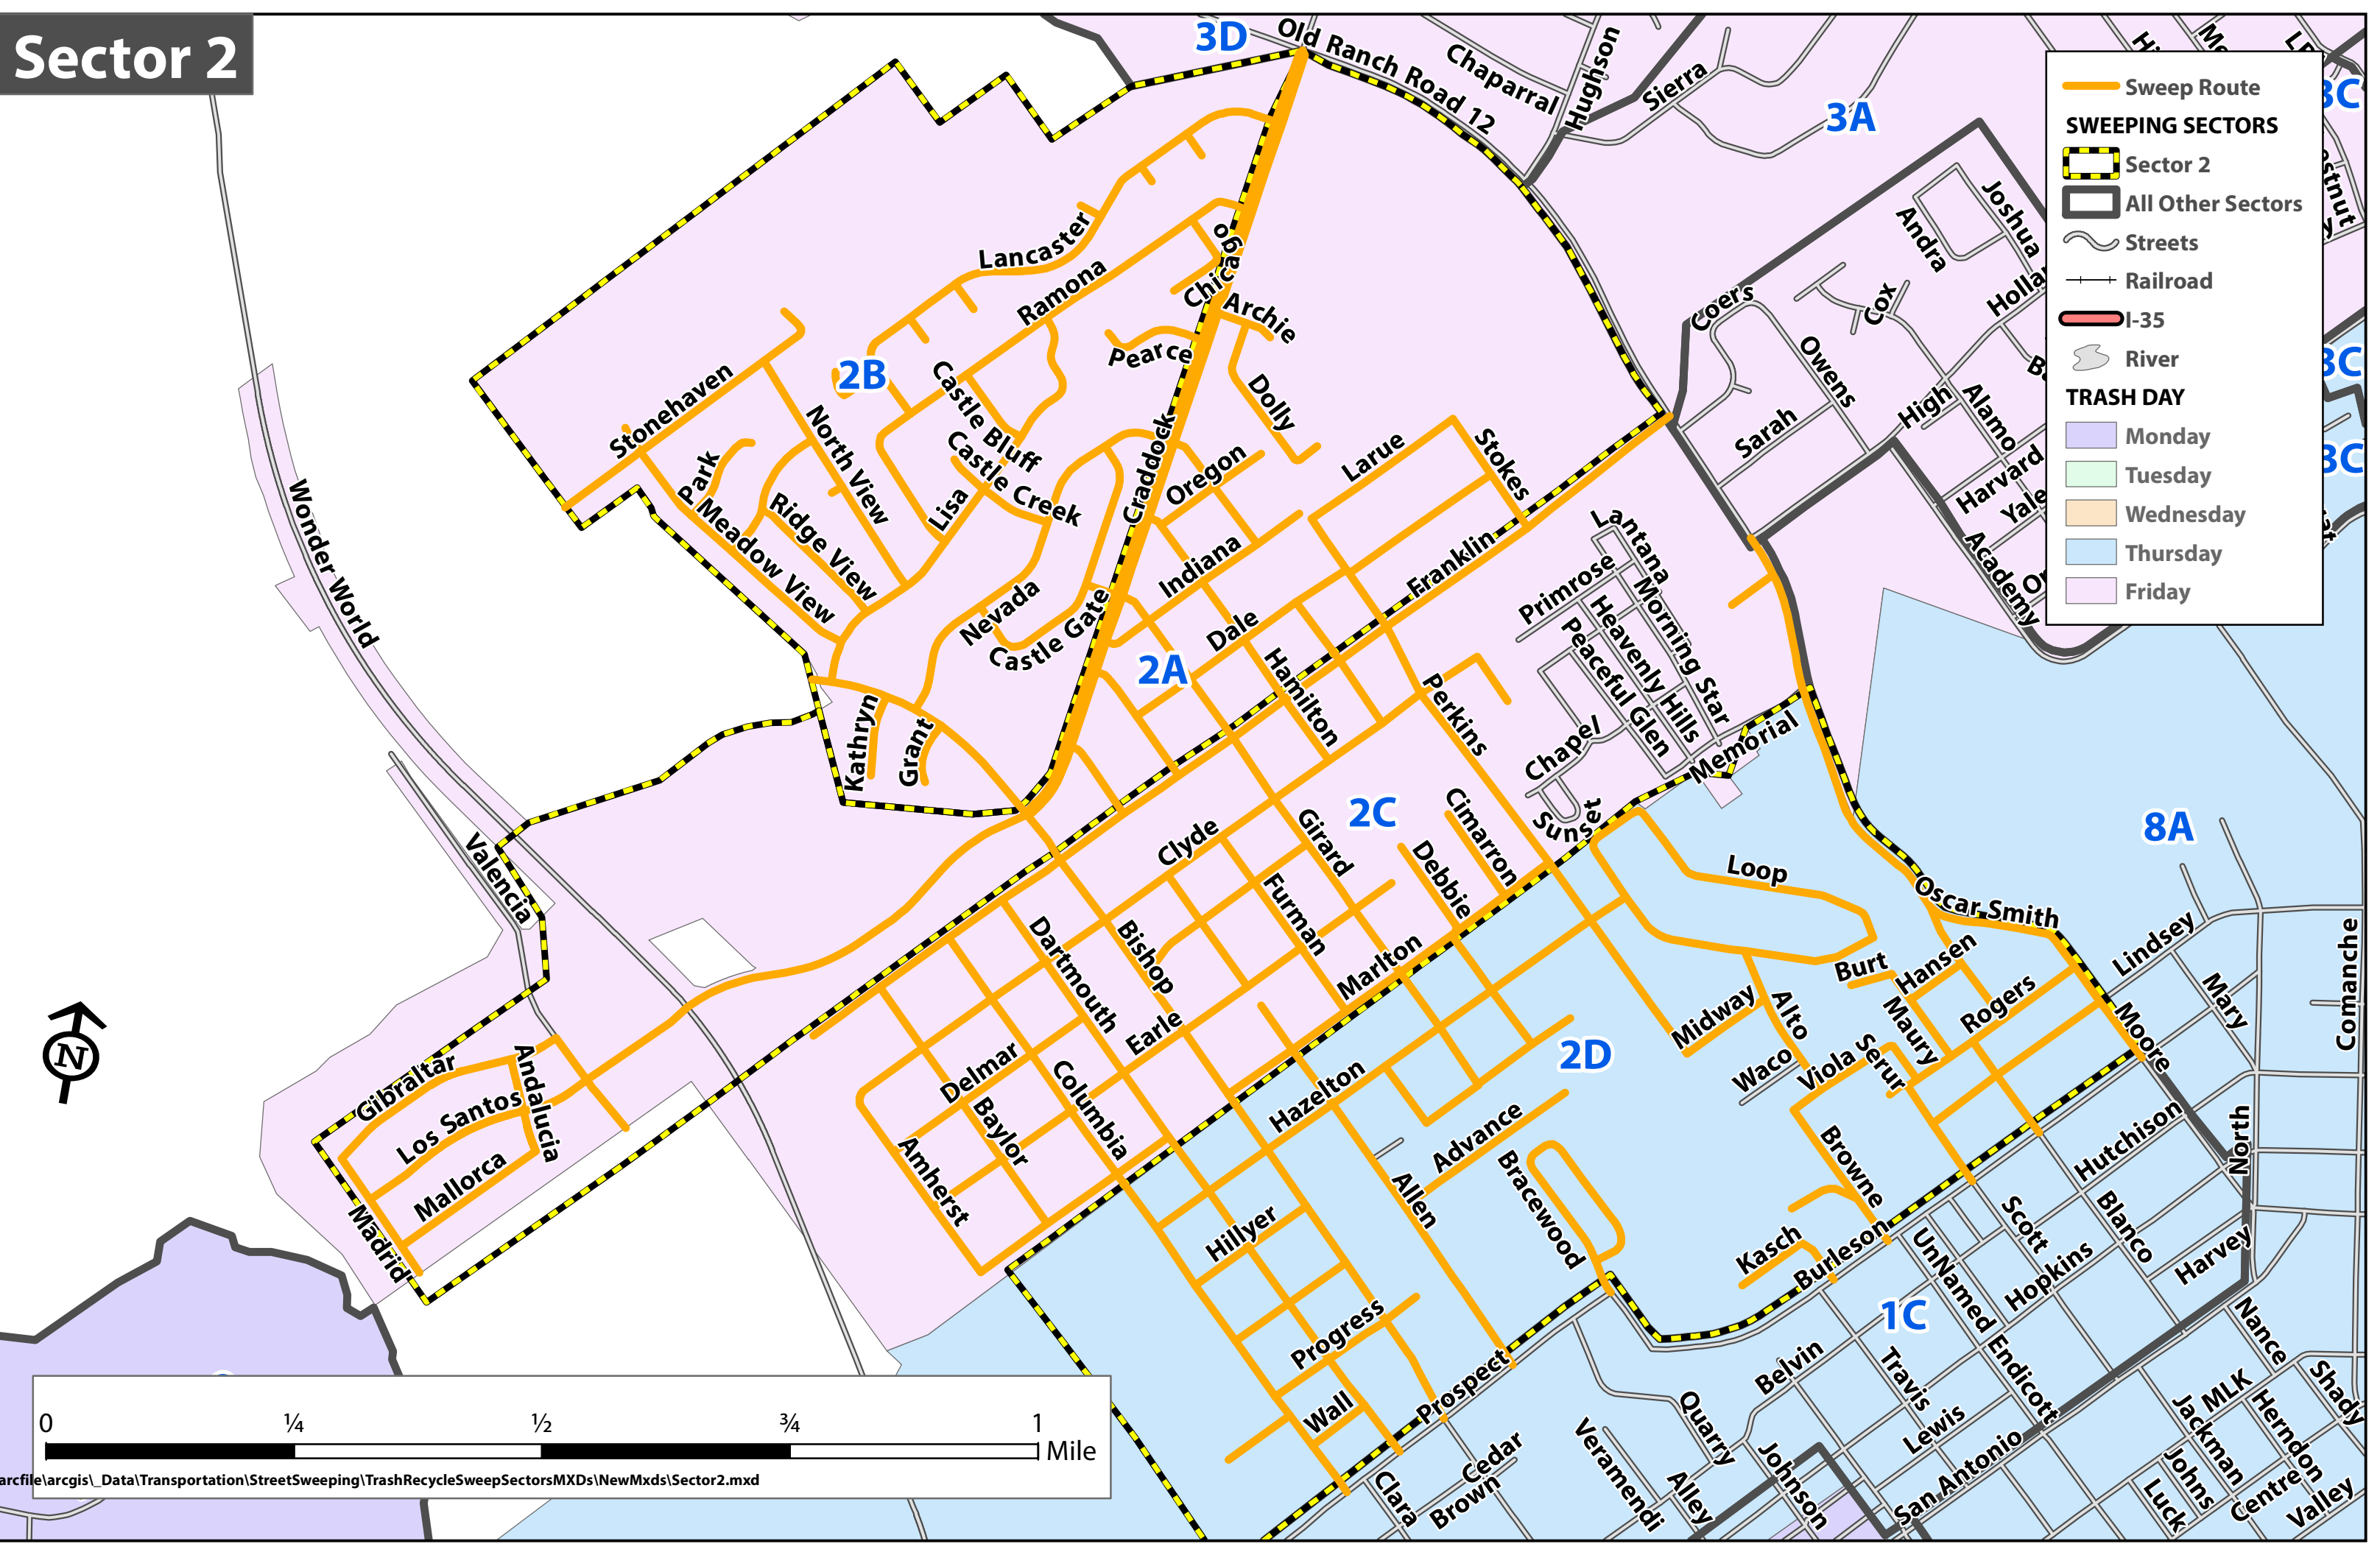 Sector 2
3D
Old Ranch Road 12
Chaparral
Hughson
Sierra
3A
Sweep Route
SWEEPING SECTORS
Sector 2
All Other Sectors
Streets
Railroad
I-35
River
TRASH DAY
Monday
Tuesday
Wednesday
Thursday
Friday
3C
3C
3C
Andra
Joshua
Coers
Cox
Owens
Sarah
High
Alamo
Harvard
Yale
Academy
Lancaster
Ramona
Chicago
Archie
Pearce
Dolly
2B
Stonehaven
Castle Bluff
Castle Creek
North View
Park
Ridge View
Meadow View
Lisa
Craddock
Oregon
Larue
Stokes
Indiana
Franklin
Nevada
Castle Gate
Dale
2A
Hamilton
Perkins
Kathryn
Grant
Lantana
Primrose
Morning Star
Heavenly Hills
Peaceful Glen
Chapel
Memorial
Sunset
Wonder World
Valencia
2C
Cimarron
Clyde
Girard
Debbie
Furman
Dartmouth
Bishop
Marlton
Earle
Delmar
Columbia
Baylor
Amherst
Loop
8A
Oscar Smith
Burt
Hansen
Lindsey
Comanche
Mary
Midway
Alto
Maury
Rogers
Moore
Waco
Viola
Serur
2D
Hazelton
Advance
Allen
Bracewood
Browne
Hillyer
Progress
Wall
Prospect
Kasch
Burleson
Hutchison
North
Scott
Blanco
Harvey
Hopkins
UnNamed
Endicott
1C
Belvin
Travis
Lewis
Nance
Shady
MLK
Jackman
Herndon
Johns
Centre
Valley
Luck
San Antonio
Johnson
Quarry
Veramendi
Alley
Cedar
Brown
Clara
Gibraltar
Andalucia
Los Santos
Mallorca
Madrid
N
0 ¼ ½ ¾ 1
Mile
arcfile\arcgis\_Data\Transportation\StreetSweeping\TrashRecycleSweepSectorsMXDs\NewMxds\Sector2.mxd